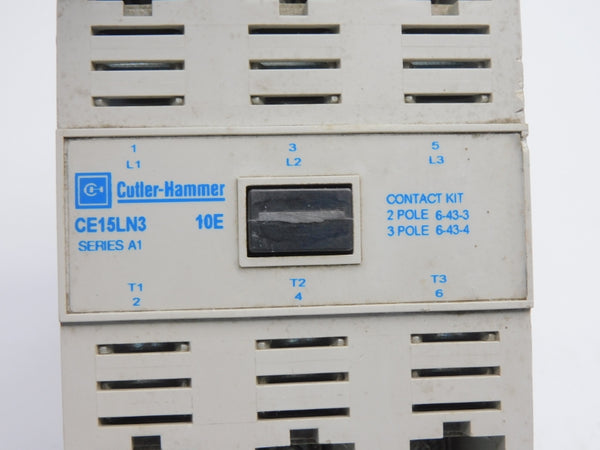 1 3 5
L1 L2 L3
Cutler-Hammer
CE15LN3 10E
SERIES A1
CONTACT KIT
2 POLE 6-43-3
3 POLE 6-43-4
T1 T2 T3
2 4 6